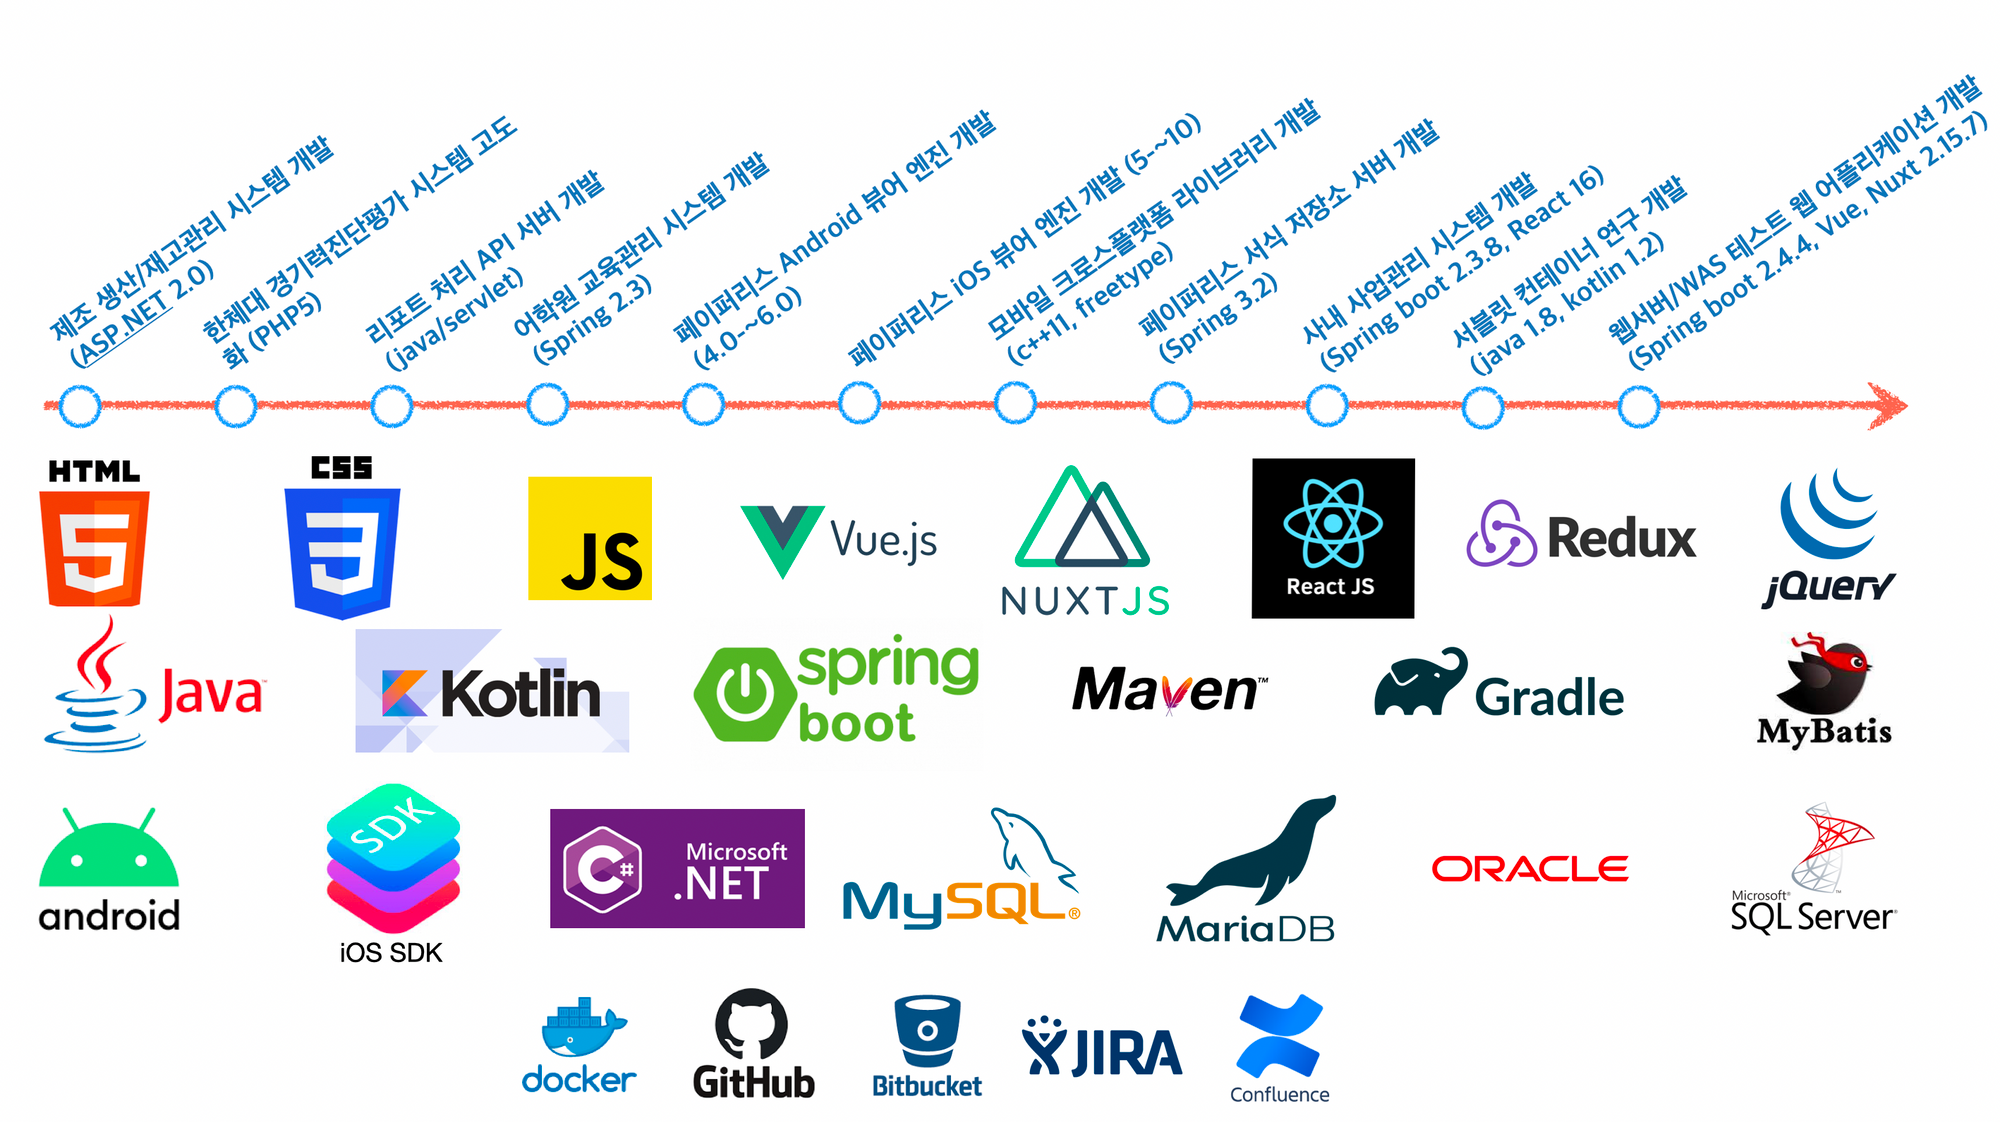 제조 생산/재고관리 시스템 개발
(ASP.NET 2.0)
한체대 경기력진단평가 시스템 고도
화 (PHP5)
리포트 처리 API 서버 개발
(java/servlet)
어학원 교육관리 시스템 개발
(Spring 2.3)
페이퍼리스 Android 뷰어 엔진 개발
(4.0-~6.0)
페이퍼리스 iOS 뷰어 엔진 개발 (5-~10)
모바일 크로스플랫폼 라이브러리 개발
(c++11, freetype)
페이퍼리스 서식 저장소 서버 개발
(Spring 3.2)
사내 사업관리 시스템 개발
(Spring boot 2.3.8, React 16)
서블릿 컨테이너 연구 개발
(java 1.8, kotlin 1.2)
웹서버/WAS 테스트 웹 어플리케이션 개발
(Spring boot 2.4.4, Vue, Nuxt 2.15.7)
HTML
5
CSS
3
JS
Vue.js
NUXTJS
React JS
Redux
jQuery
Java™
Kotlin
spring
boot
Maven™
Gradle
MyBatis
android
SDK
iOS SDK
C#
Microsoft
.NET
MySQL®
MariaDB
ORACLE
Microsoft®
SQL Server®
docker
GitHub
Bitbucket
JIRA
Confluence